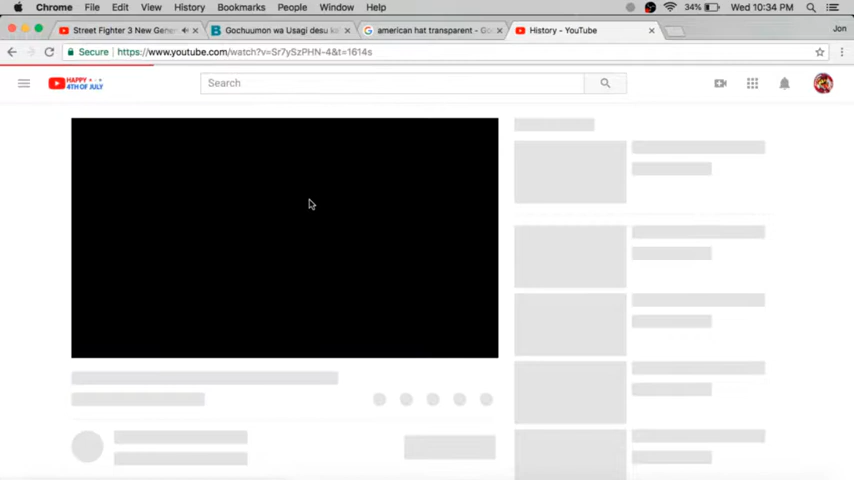 Chrome File Edit View History Bookmarks People Window Help 34% Wed 10:34 PM
Street Fighter 3 New Gener Gochuumon wa Usagi desu ka american hat transparent - Go History - YouTube Jon
Secure https://www.youtube.com/watch?v=Sr7ySzPHN-4&t=1614s
HAPPY 4TH OF JULY Search